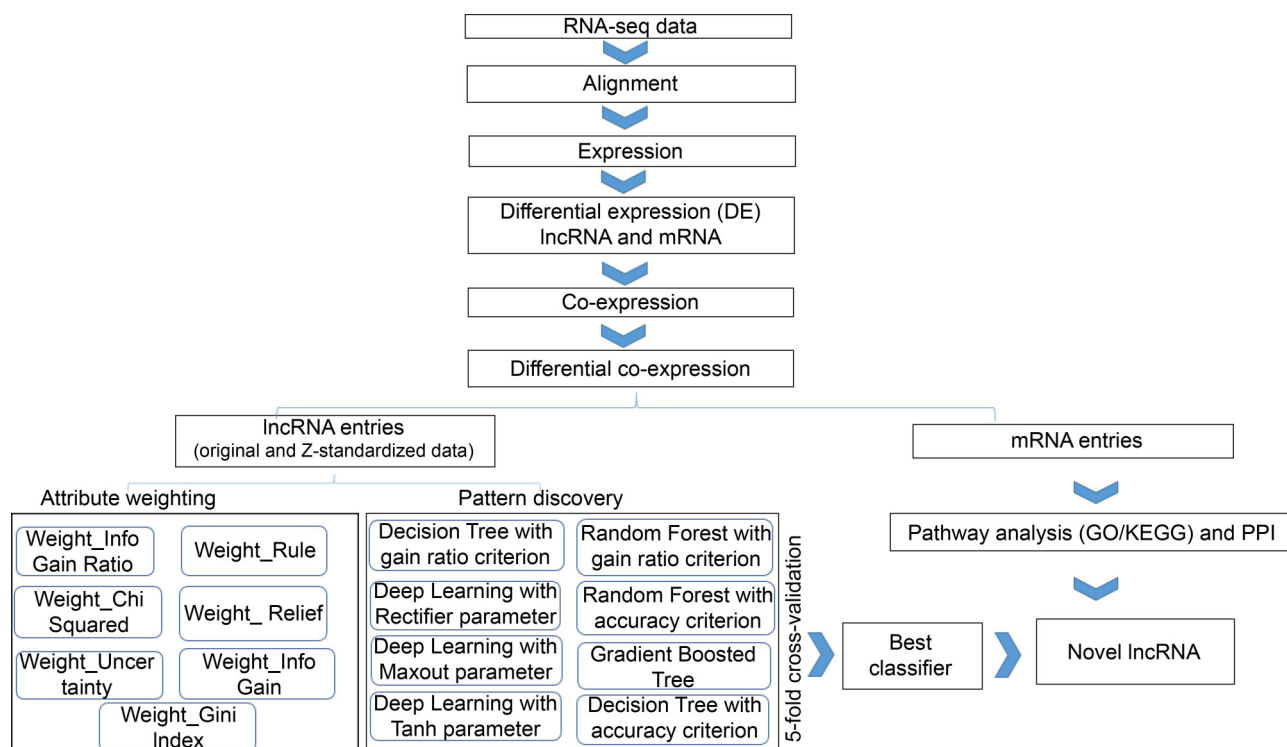 RNA-seq data
Alignment
Expression
Differential expression (DE)
lncRNA and mRNA
Co-expression
Differential co-expression
lncRNA entries
(original and Z-standardized data)
mRNA entries
Attribute weighting
Pattern discovery
Weight_Info
Gain Ratio
Weight_Rule
Weight_Chi
Squared
Weight_ Relief
Weight_Uncer
tainty
Weight_Info
Gain
Weight_Gini
Index
Decision Tree with
gain ratio criterion
Random Forest with
gain ratio criterion
Deep Learning with
Rectifier parameter
Random Forest with
accuracy criterion
Deep Learning with
Maxout parameter
Gradient Boosted
Tree
Deep Learning with
Tanh parameter
Decision Tree with
accuracy criterion
5-fold cross-validation
Best
classifier
Pathway analysis (GO/KEGG) and PPI
Novel lncRNA